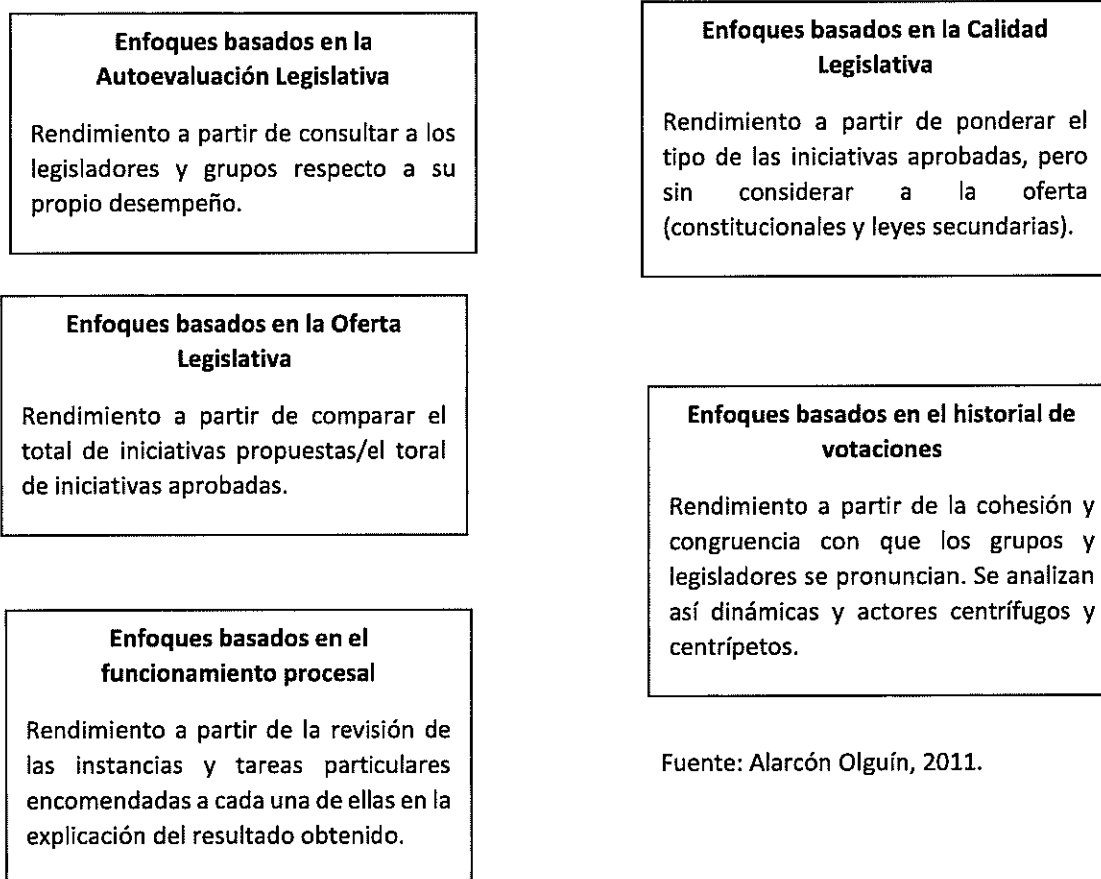 Enfoques basados en la
Autoevaluación Legislativa
Rendimiento a partir de consultar a los
legisladores y grupos respecto a su
propio desempeño.
Enfoques basados en la Oferta
Legislativa
Rendimiento a partir de comparar el
total de iniciativas propuestas/el toral
de iniciativas aprobadas.
Enfoques basados en el
funcionamiento procesal
Rendimiento a partir de la revisión de
las instancias y tareas particulares
encomendadas a cada una de ellas en la
explicación del resultado obtenido.
Enfoques basados en la Calidad
Legislativa
Rendimiento a partir de ponderar el
tipo de las iniciativas aprobadas, pero
sin considerar a la oferta
(constitucionales y leyes secundarias).
Enfoques basados en el historial de
votaciones
Rendimiento a partir de la cohesión y
congruencia con que los grupos y
legisladores se pronuncian. Se analizan
así dinámicas y actores centrífugos y
centrípetos.
Fuente: Alarcón Olguín, 2011.